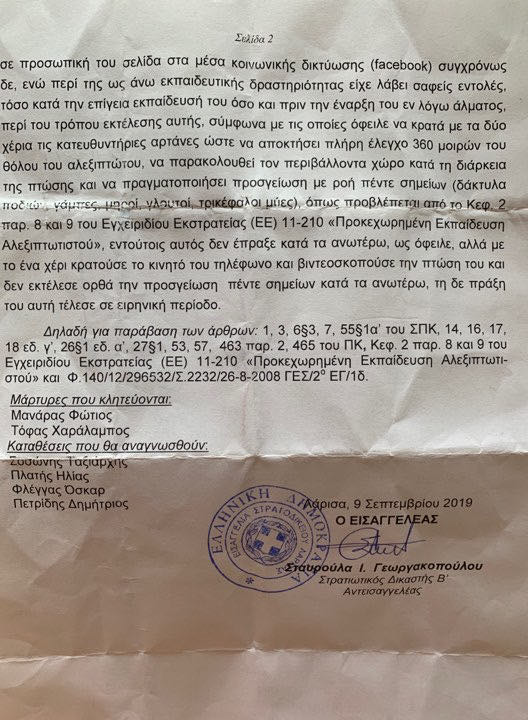 Σελίδα 2
σε προσωπική του σελίδα στα μέσα κοινωνικής δικτύωσης (facebook) συγχρόνως
δε, ενώ περί της ως άνω εκπαιδευτικής δραστηριότητας είχε λάβει σαφείς εντολές,
τόσο κατά την επίγεια εκπαίδευσή του όσο και πριν την έναρξη του εν λόγω άλματος,
περί του τρόπου εκτέλεσης αυτής, σύμφωνα με τις οποίες όφειλε να κρατά με τα δύο
χέρια τις κατευθυντήριες αρτάνες ώστε να αποκτήσει πλήρη έλεγχο 360 μοιρών του
θόλου του αλεξιπτώτου, να παρακολουθεί τον περιβάλλοντα χώρο κατά τη διάρκεια
της πτώσης και να πραγματοποιήσει προσγείωση με ροή πέντε σημείων (δάκτυλα
ποδιών, γάμπες, μηροί, γλουτοί, τρικέφαλοι μύες), όπως προβλέπεται από το Κεφ. 2
παρ. 8 και 9 του Εγχειριδίου Εκστρατείας (ΕΕ) 11-210 «Προκεχωρημένη Εκπαίδευση
Αλεξιπτωτιστού», εντούτοις αυτός δεν έπραξε κατά τα ανωτέρω, ως όφειλε, αλλά με
το ένα χέρι κρατούσε το κινητό του τηλέφωνο και βιντεοσκοπούσε την πτώση του και
δεν εκτέλεσε ορθά την προσγείωση πέντε σημείων κατά τα ανωτέρω, τη δε πράξη
του αυτή τέλεσε σε ειρηνική περίοδο.
Δηλαδή για παράβαση των άρθρων: 1, 3, 6§3, 7, 55§1α’ του ΣΠΚ, 14, 16, 17,
18 εδ. γ’, 26§1 εδ. α’, 27§1, 53, 57, 463 παρ. 2, 465 του ΠΚ, Κεφ. 2 παρ. 8 και 9 του
Εγχειριδίου Εκστρατείας (ΕΕ) 11-210 «Προκεχωρημένη Εκπαίδευση Αλεξιπτωτι-
στού» και Φ.140/12/296532/Σ.2232/26-8-2008 ΓΕΣ/2° ΕΓ/1δ.
Μάρτυρες που κλητεύονται:
Μανάρας Φώτιος
Τόφας Χαράλαμπος
Καταθέσεις που θα αναγνωσθούν:
Ταξιάρχης
Πλατής Ηλίας
Φλέγγας Όσκαρ
Πετρίδης Δημήτριος
Λάρισα, 9 Σεπτεμβρίου 2019
Ο ΕΙΣΑΓΓΕΛΕΑΣ
Σταυρούλα Ι. Γεωργακοπούλου
Στρατιωτικός Δικαστής Β’
Αντεισαγγελέας
ΕΛΛΗΝΙΚΗ ΔΗΜΟΚΡΑΤΙΑ
ΕΙΣΑΓΓΕΛΙΑ ΣΤΡΑΤΟΔΙΚΕΙΟΥ